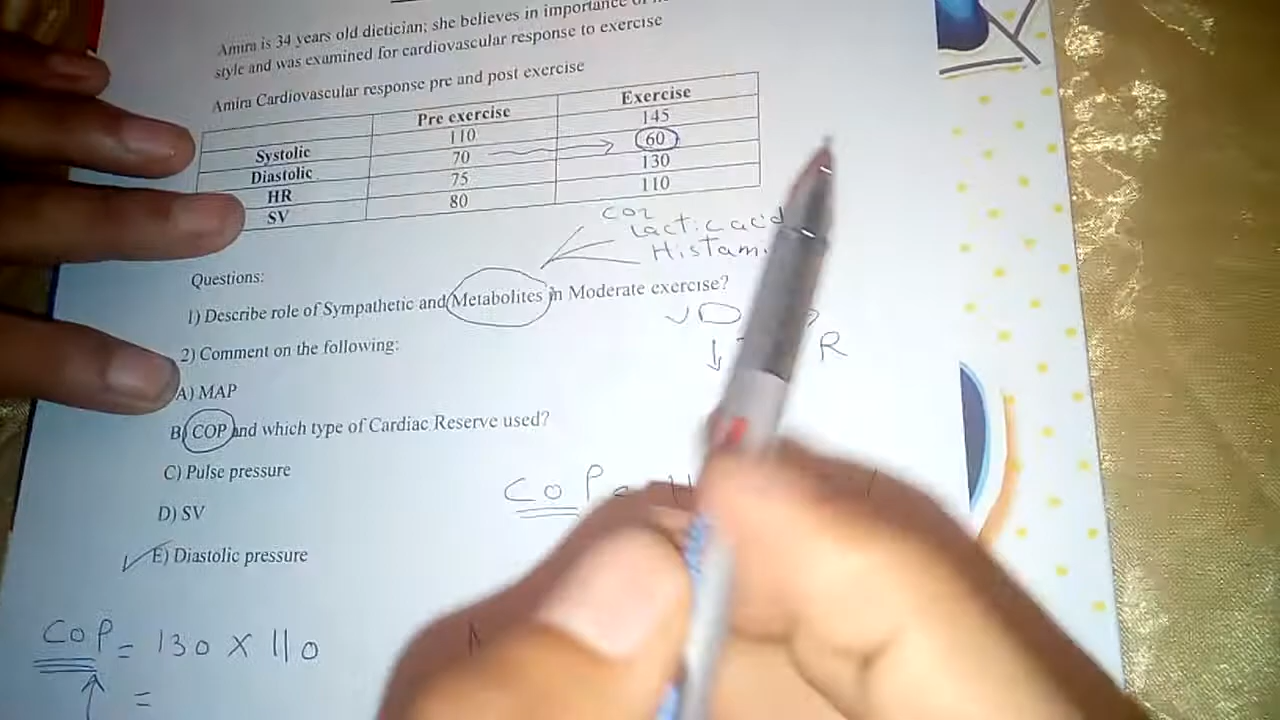 Amira is 34 years old dietician; she believes in importance
style and was examined for cardiovascular response to exercise
Amira Cardiovascular response pre and post exercise
Pre exercise Exercise
Systolic 110 145
Diastolic 70 60
HR 75 130
SV 80 110
CO2
Lactic acid
Histami
Questions:
1) Describe role of Sympathetic and Metabolites in Moderate exercise?
VD
R
2) Comment on the following:
A) MAP
B) COP and which type of Cardiac Reserve used?
C) Pulse pressure
COP = H
D) SV
E) Diastolic pressure
COP = 130 X 110
=